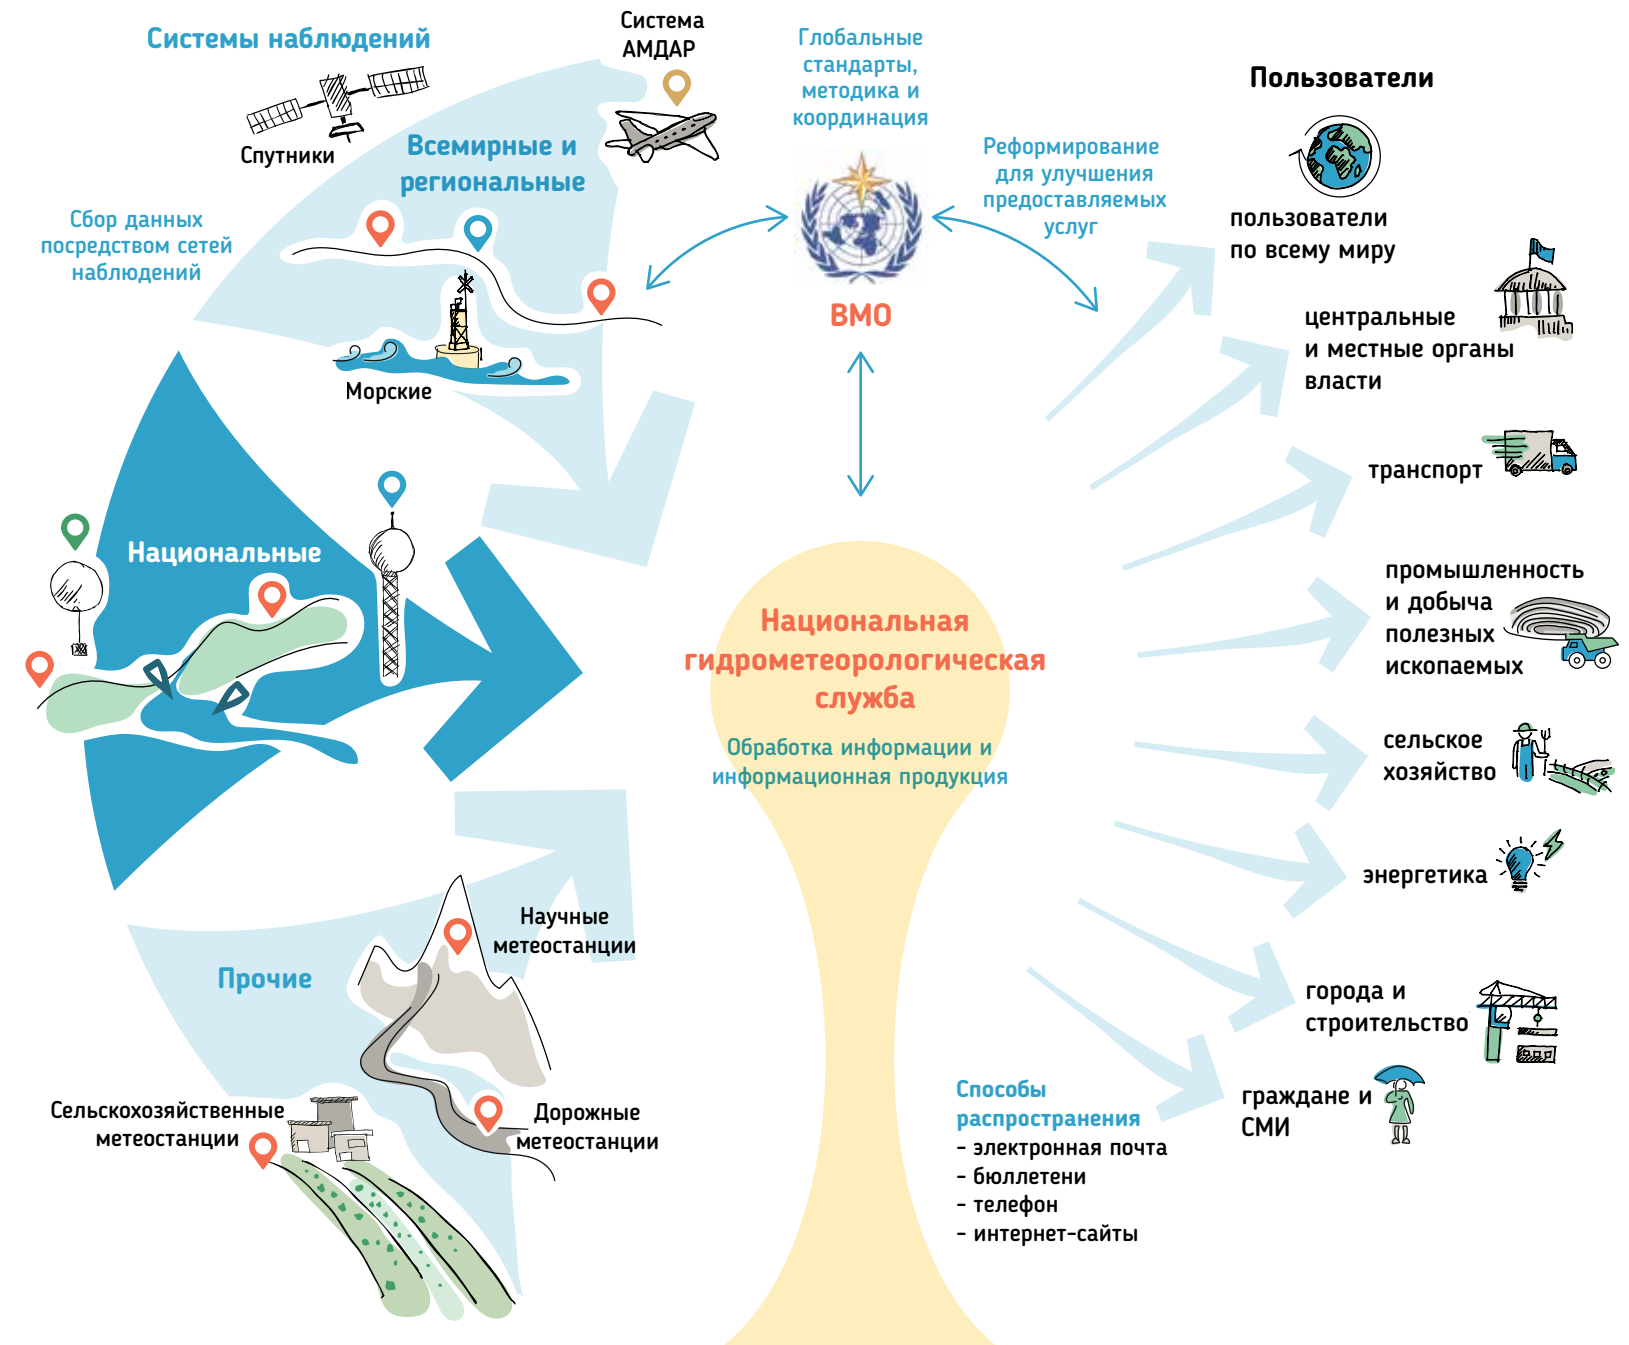 Системы наблюдений
Спутники
Система
АМДАР
Всемирные и
региональные
Сбор данных
посредством сетей
наблюдений
Морские
Национальные
Прочие
Научные
метеостанции
Сельскохозяйственные
метеостанции
Дорожные
метеостанции
Глобальные
стандарты,
методика и
координация
ВМО
Реформирование
для улучшения
предоставляемых
услуг
Национальная
гидрометеорологическая
служба
Обработка информации и
информационная продукция
Способы
распространения
- электронная почта
- бюллетени
- телефон
- интернет-сайты
Пользователи
пользователи
по всему миру
центральные
и местные органы
власти
транспорт
промышленность
и добыча
полезных
ископаемых
сельское
хозяйство
энергетика
города и
строительство
граждане и
СМИ